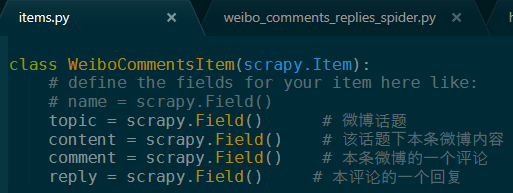 items.py × weibo_comments_replies_spider.py
class WeiboCommentsItem(scrapy.Item):
# define the fields for your item here like:
# name = scrapy.Field()
topic = scrapy.Field() # 微博话题
content = scrapy.Field() # 该话题下本条微博内容
comment = scrapy.Field() # 本条微博的一个评论
reply = scrapy.Field() # 本评论的一个回复